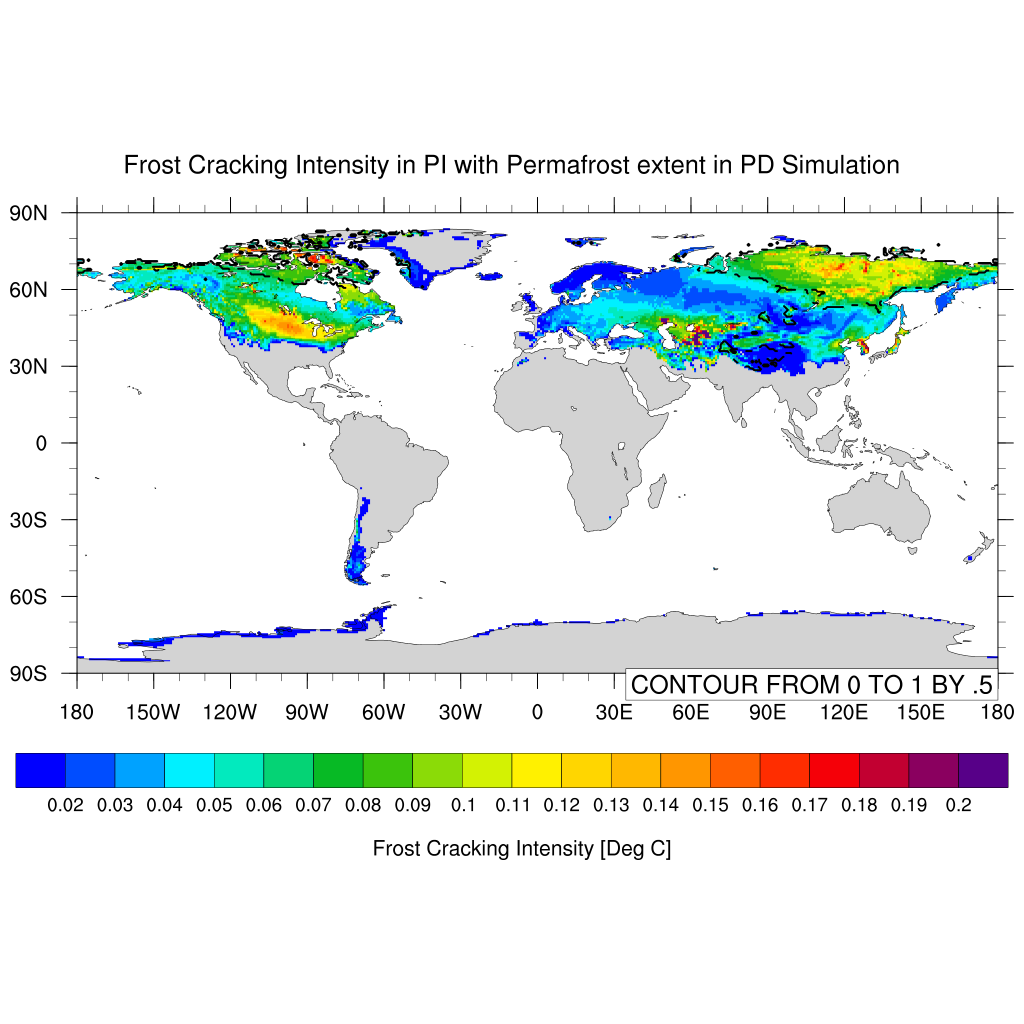 Frost Cracking Intensity in PI with Permafrost extent in PD Simulation
90N
60N
30N
0
30S
60S
90S
CONTOUR FROM 0 TO 1 BY .5
180 150W 120W 90W 60W 30W 0 30E 60E 90E 120E 150E 180
0.02 0.03 0.04 0.05 0.06 0.07 0.08 0.09 0.1 0.11 0.12 0.13 0.14 0.15 0.16 0.17 0.18 0.19 0.2
Frost Cracking Intensity [Deg C]